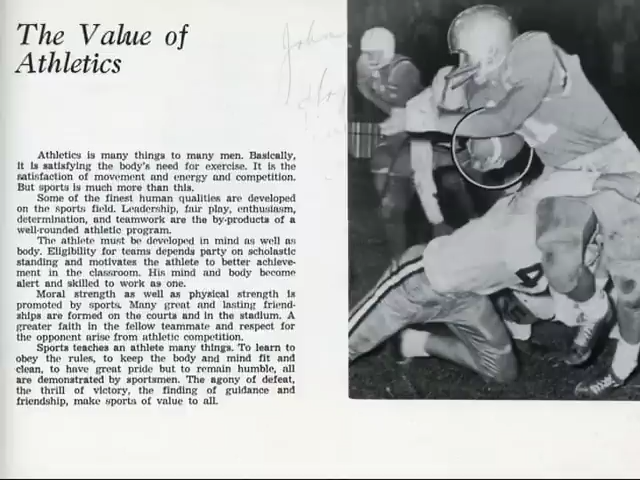 The Value of
Athletics
John
Athletics is many things to many men. Basically,
it is satisfying the body's need for exercise. It is the
satisfaction of movement and energy and competition.
But sports is much more than this.
Some of the finest human qualities are developed
on the sports field. Leadership, fair play, enthusiasm,
determination, and teamwork are the by-products of a
well-rounded athletic program.
The athlete must be developed in mind as well as
body. Eligibility for teams depends party on scholastic
standing and motivates the athlete to better achieve-
ment in the classroom. His mind and body become
alert and skilled to work as one.
Moral strength as well as physical strength is
promoted by sports. Many great and lasting friend-
ships are formed on the courts and in the stadium. A
greater faith in the fellow teammate and respect for
the opponent arise from athletic competition.
Sports teaches an athlete many things. To learn to
obey the rules, to keep the body and mind fit and
clean, to have great pride but to remain humble, all
are demonstrated by sportsmen. The agony of defeat,
the thrill of victory, the finding of guidance and
friendship, make sports of value to all.